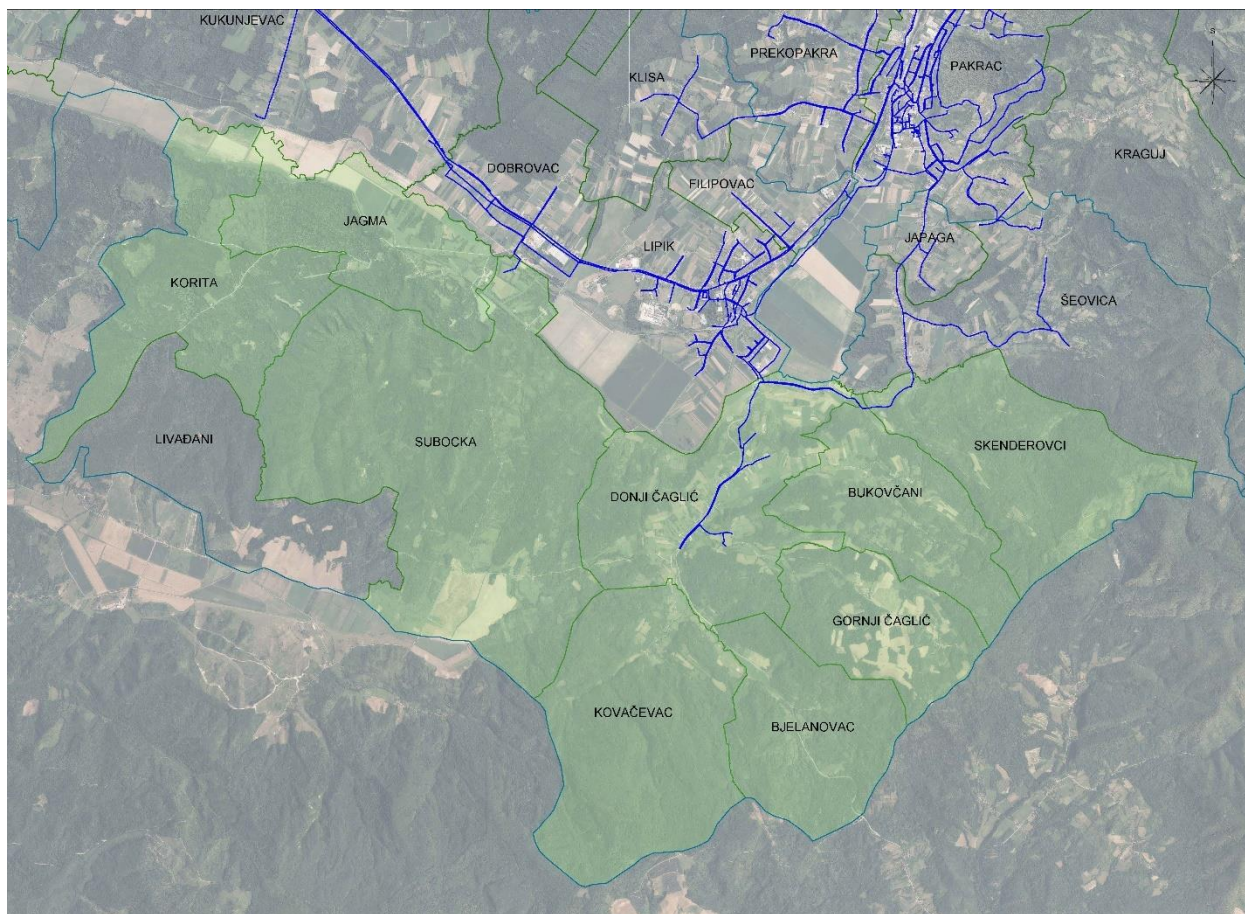 KUKUNJEVAC
PREKOPAKRA
PAKRAC
KLISA
S
KRAGUJ
DOBROVAC
FILIPOVAC
JAGMA
LIPIK
JAPAGA
KORITA
ŠEOVICA
LIVAĐANI
SUBOCKA
SKENDEROVCI
DONJI ČAGLIĆ
BUKOVČANI
GORNJI ČAGLIĆ
KOVAČEVAC
BJELANOVAC